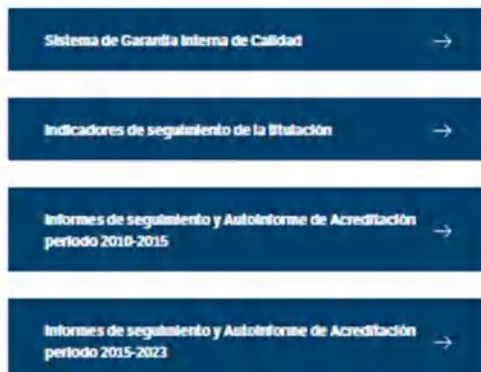 Sistema de Garantía Interna de Calidad
Indicadores de seguimiento de la titulación
Informes de seguimiento y Autoinforme de Acreditación
periodo 2010-2015
Informes de seguimiento y Autoinforme de Acreditación
periodo 2015-2023